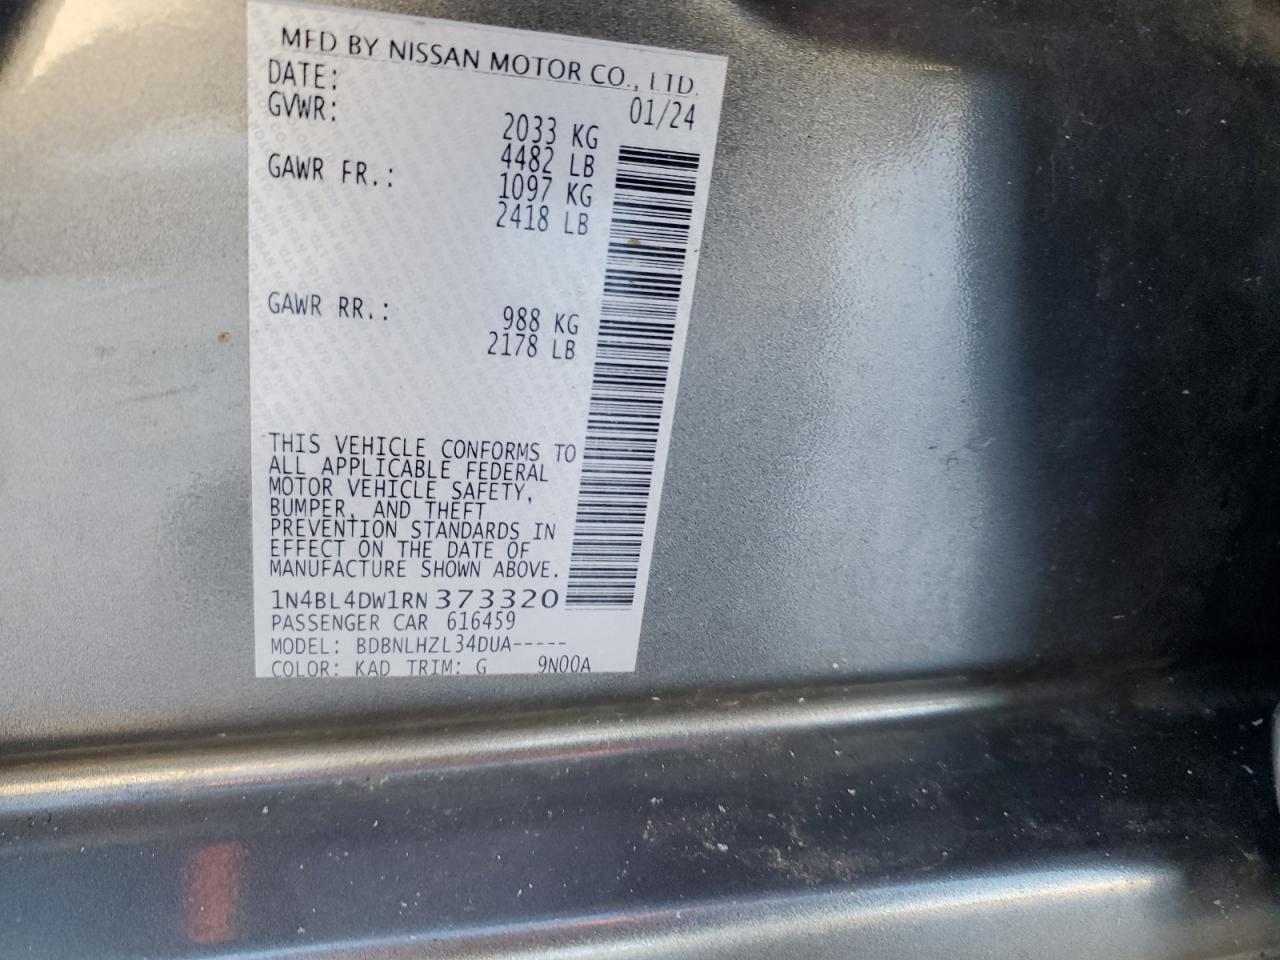 MFD BY NISSAN MOTOR CO., LTD.
DATE: 01/24
GVWR: 2033 KG
4482 LB
GAWR FR.: 1097 KG
2418 LB
GAWR RR.: 988 KG
2178 LB
THIS VEHICLE CONFORMS TO
ALL APPLICABLE FEDERAL
MOTOR VEHICLE SAFETY,
BUMPER, AND THEFT
PREVENTION STANDARDS IN
EFFECT ON THE DATE OF
MANUFACTURE SHOWN ABOVE.
1N4BL4DW1RN373320
PASSENGER CAR 616459
MODEL: BDBNLHZL34DUA-----
COLOR: KAD TRIM: G 9N00A